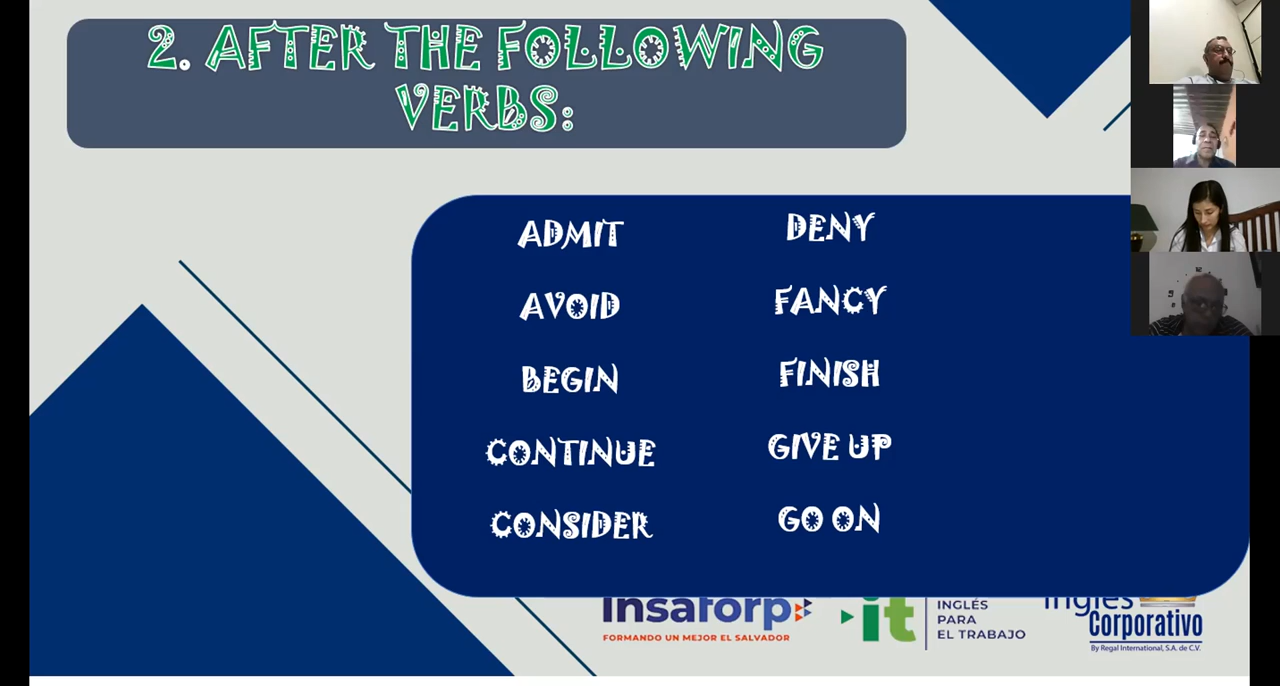 2. AFTER THE FOLLOWING
VERBS:
ADMIT
AVOID
BEGIN
CONTINUE
CONSIDER
DENY
FANCY
FINISH
GIVE UP
GO ON
Insaforp
FORMANDO UN MEJOR EL SALVADOR
it
INGLÉS
PARA
EL TRABAJO
Inglés
Corporativo
By Regal International, S.A. de C.V.